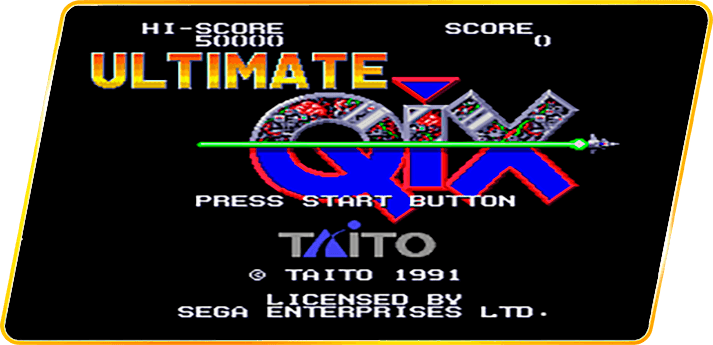 HI-SCORE SCORE
50000 0
ULTIMATE
QiX
PRESS START BUTTON
TAITO
© TAITO 1991
LICENSED BY
SEGA ENTERPRISES LTD.